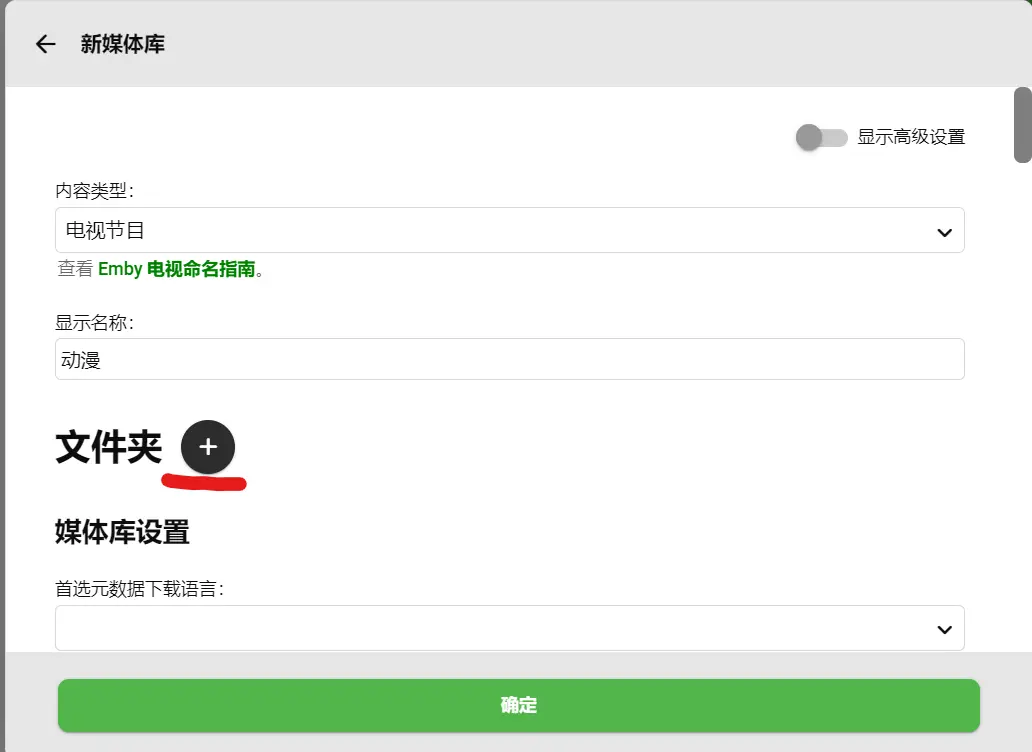 新媒体库
显示高级设置
内容类型：
电视节目
查看 Emby 电视命名指南。
显示名称：
动漫
文件夹
媒体库设置
首选元数据下载语言：
确定